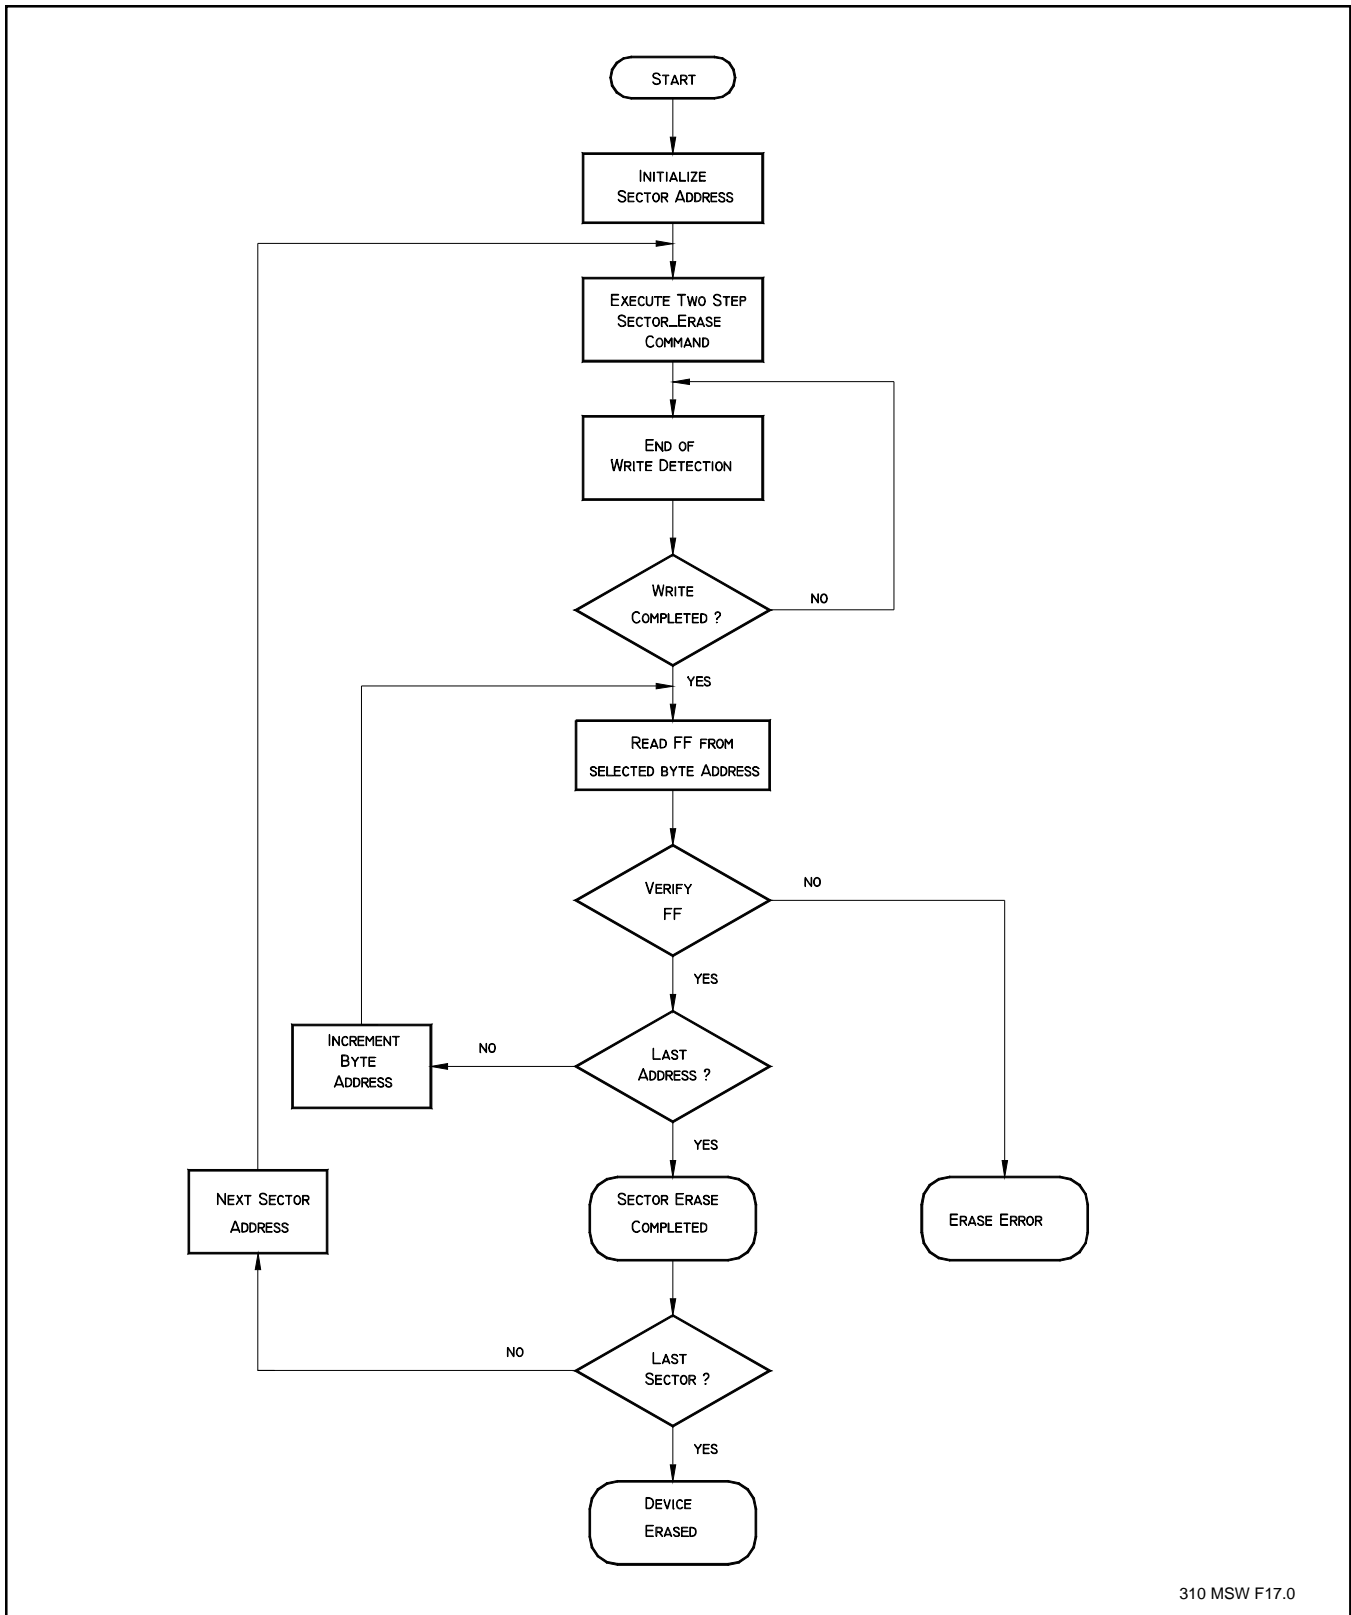 START
INITIALIZE
SECTOR ADDRESS
EXECUTE TWO STEP
SECTOR_ERASE
COMMAND
END OF
WRITE DETECTION
WRITE
COMPLETED ?
NO
YES
READ FF FROM
SELECTED BYTE ADDRESS
VERIFY
FF
NO
YES
INCREMENT
BYTE
ADDRESS
NO
LAST
ADDRESS ?
YES
NEXT SECTOR
ADDRESS
SECTOR ERASE
COMPLETED
ERASE ERROR
NO
LAST
SECTOR ?
YES
DEVICE
ERASED
310 MSW F17.0